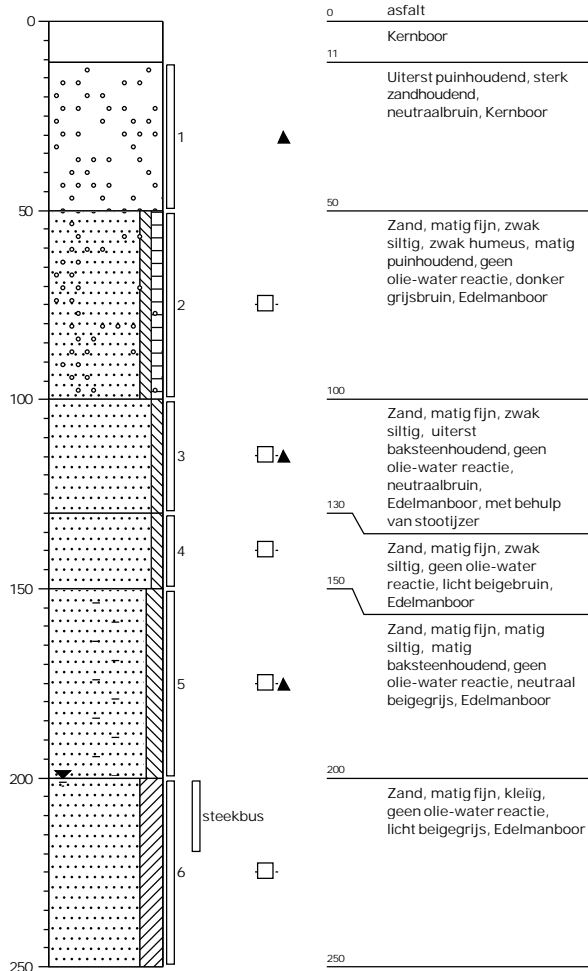 0
50
100
150
200
250
1
2
3
4
5
6
steekbus
0
asfalt
Kernboor
11
Uiterst puinhoudend, sterk
zandhoudend,
neutraalbruin, Kernboor
50
Zand, matig fijn, zwak
siltig, zwak humeus, matig
puinhoudend, geen
olie-water reactie, donker
grijsbruin, Edelmanboor
100
Zand, matig fijn, zwak
siltig, uiterst
baksteenhoudend, geen
olie-water reactie,
neutraalbruin,
Edelmanboor, met behulp
van stootijzer
130
Zand, matig fijn, zwak
siltig, geen olie-water
reactie, licht beigebruin,
Edelmanboor
150
Zand, matig fijn, matig
siltig, matig
baksteenhoudend, geen
olie-water reactie, neutraal
beigegrijs, Edelmanboor
200
Zand, matig fijn, kleiïg,
geen olie-water reactie,
licht beigegrijs, Edelmanboor
250